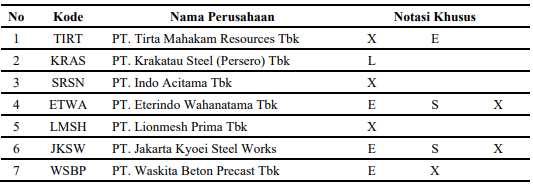 No Kode Nama Perusahaan Notasi Khusus
1 TIRT PT. Tirta Mahakam Resources Tbk X E
2 KRAS PT. Krakatau Steel (Persero) Tbk L
3 SRSN PT. Indo Acitama Tbk X
4 ETWA PT. Eterindo Wahanatama Tbk E S X
5 LMSH PT. Lionmesh Prima Tbk X
6 JKSW PT. Jakarta Kyoei Steel Works E S X
7 WSBP PT. Waskita Beton Precast Tbk E X